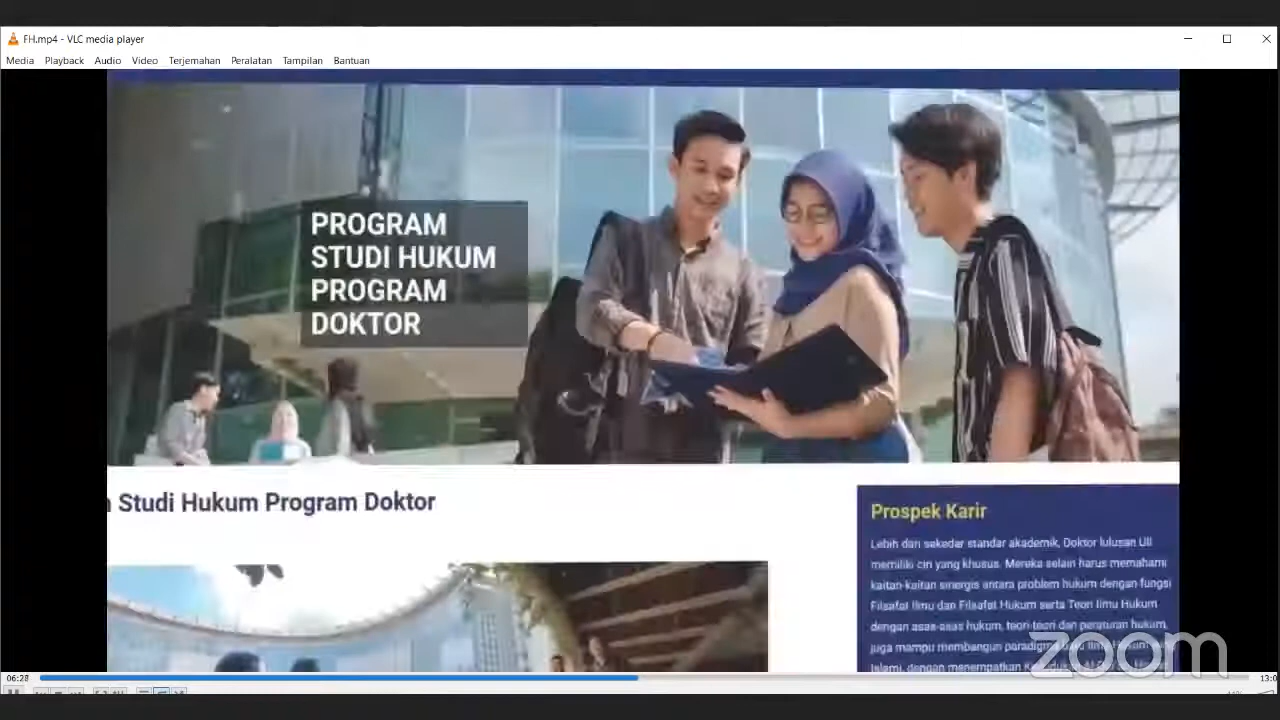 FH.mp4 - VLC media player
Media Playback Audio Video Terjemahan Peralatan Tampilan Bantuan
PROGRAM
STUDI HUKUM
PROGRAM
DOKTOR
Studi Hukum Program Doktor
Prospek Karir
Lebih dari sekedar standar akademik, Doktor lulusan UII
memiliki ciri yang khusus. Mereka selain harus memahami
kaitan-kaitan sinergis antara problem hukum dengan fungsi
Filsafat Ilmu dan Filsafat Hukum serta Teori Ilmu Hukum
dengan asas-asas hukum, teori-teori dan peraturan hukum,
juga mampu membangun paradigma
Islami, dengan menempatkan
zoom
06:28